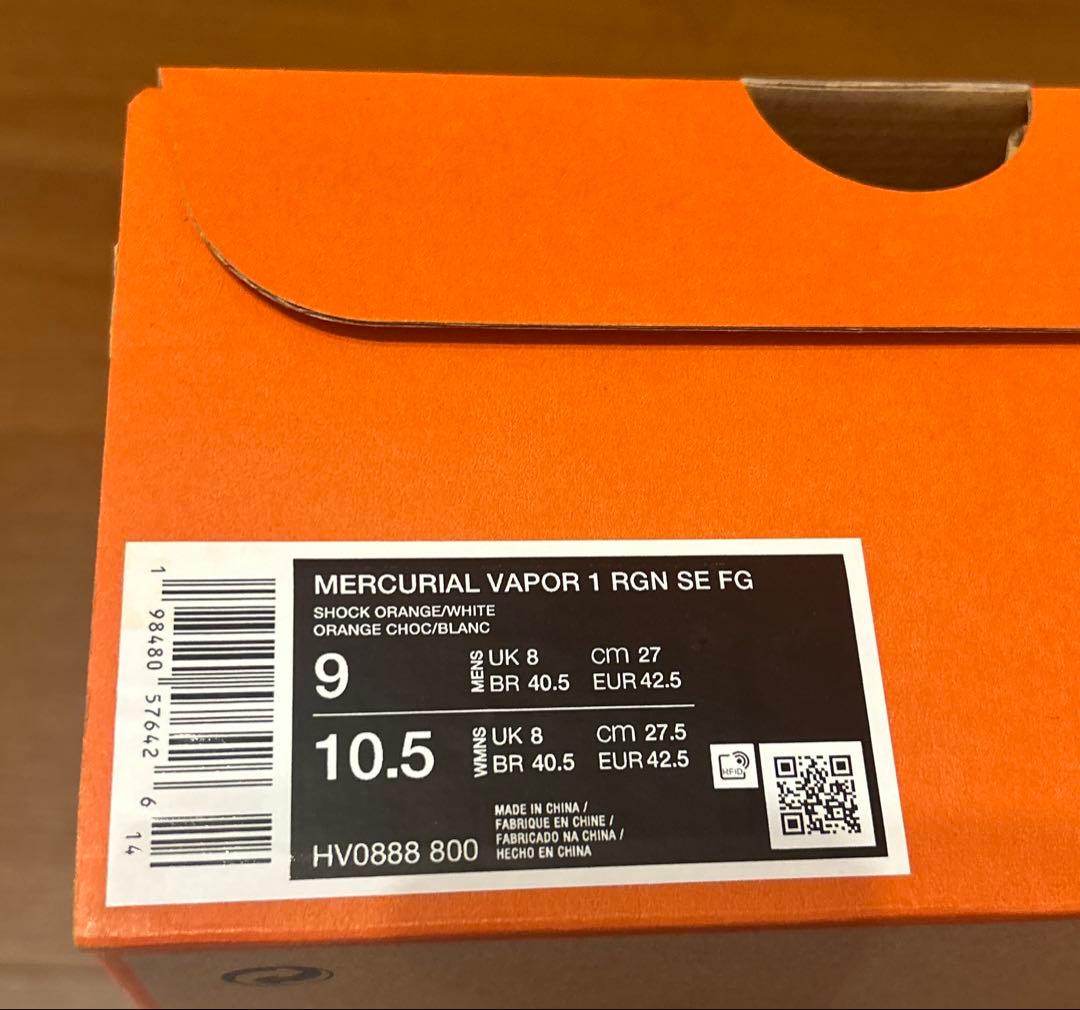 MERCURIAL VAPOR 1 RGN SE FG
SHOCK ORANGE/WHITE
ORANGE CHOC/BLANC
9
MENS
UK 8 cm 27
BR 40.5 EUR 42.5
10.5
WMNS
UK 8 cm 27.5
BR 40.5 EUR 42.5
RFID
MADE IN CHINA /
FABRIQUE EN CHINE /
FABRICADO NA CHINA /
HECHO EN CHINA
HV0888 800
1 98480 57642 6 14